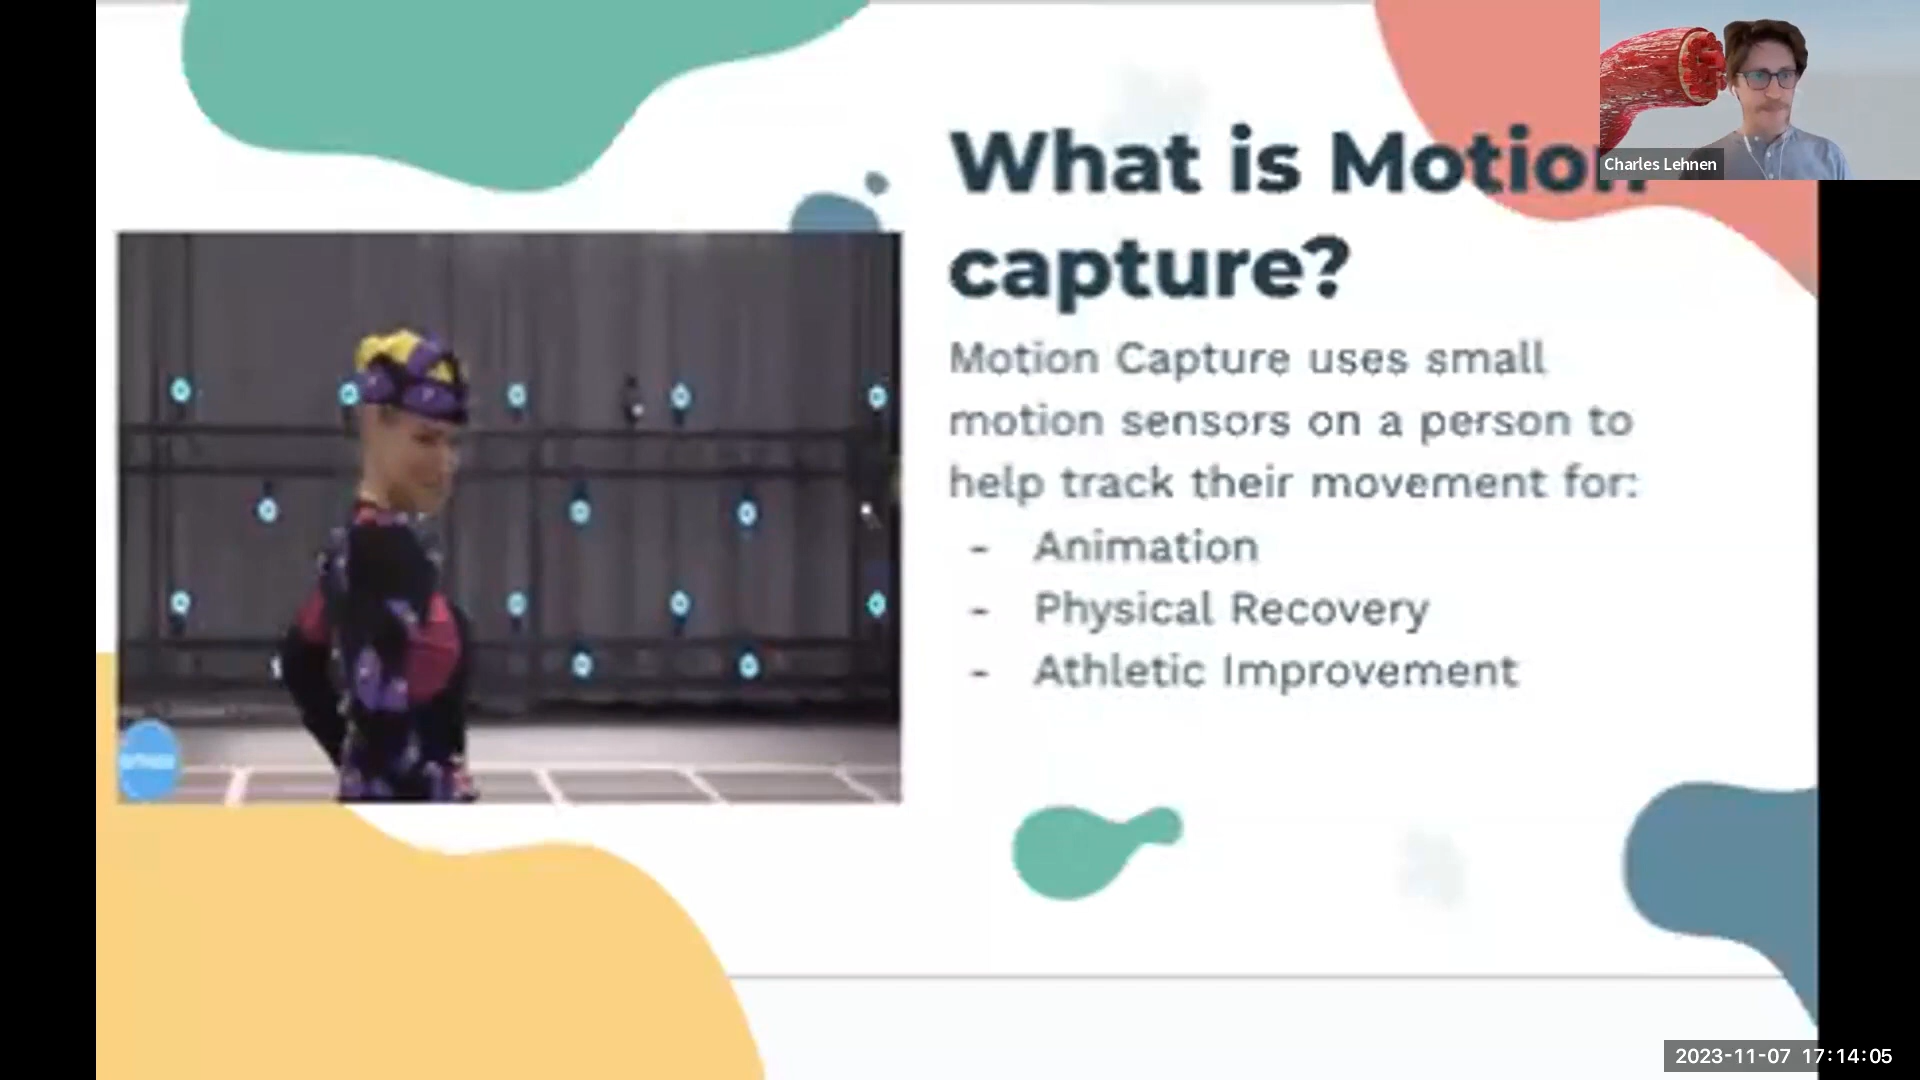 What is Motion
capture?
Motion Capture uses small
motion sensors on a person to
help track their movement for:
- Animation
- Physical Recovery
- Athletic Improvement
Charles Lehnen
2023-11-07 17:14:05